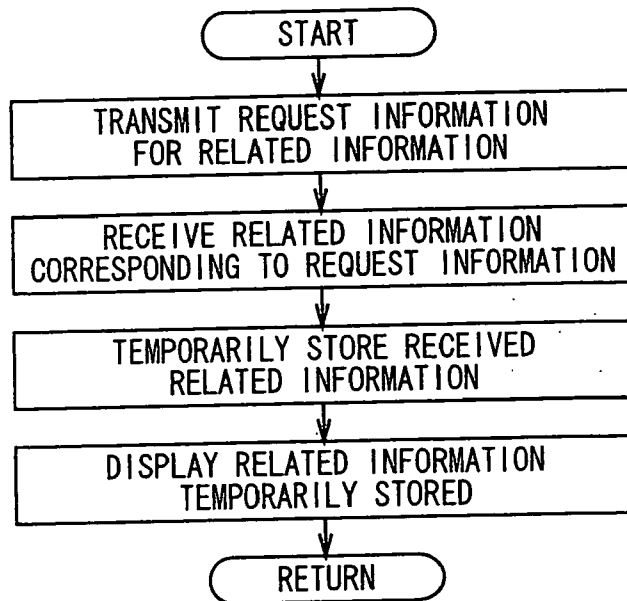 START
TRANSMIT REQUEST INFORMATION
FOR RELATED INFORMATION
RECEIVE RELATED INFORMATION
CORRESPONDING TO REQUEST INFORMATION
TEMPORARILY STORE RECEIVED
RELATED INFORMATION
DISPLAY RELATED INFORMATION
TEMPORARILY STORED
RETURN